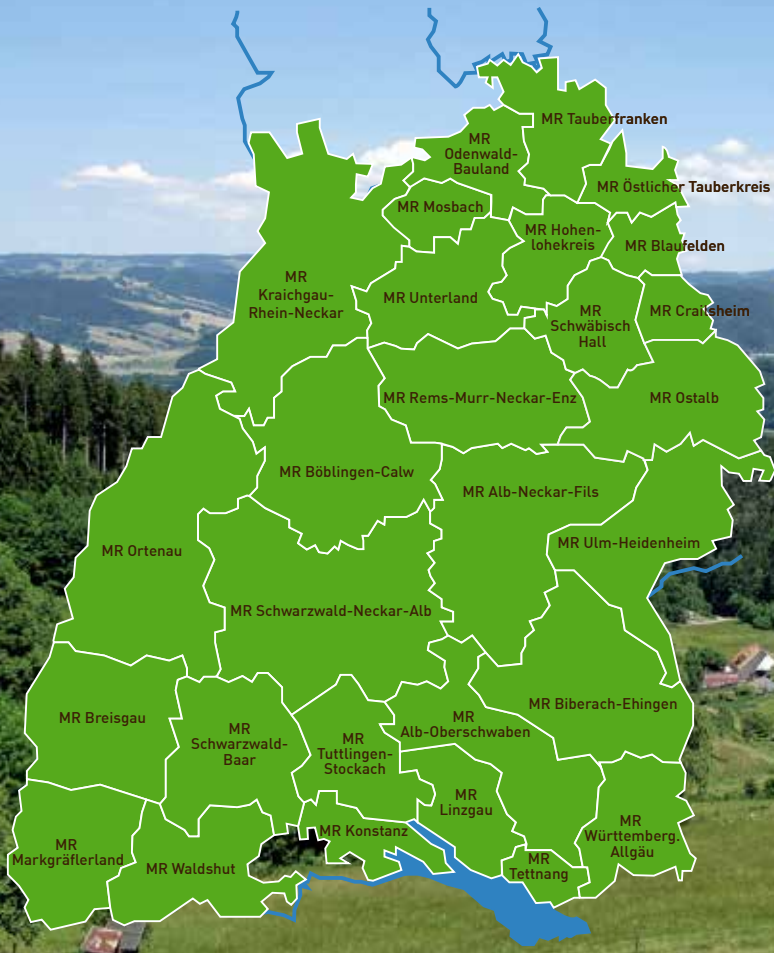 MR Tauberfranken
MR
Odenwald-
Bauland
MR Östlicher Tauberkreis
MR Mosbach
MR Hohen-
lohekreis
MR Blaufelden
MR
Kraichgau-
Rhein-Neckar
MR Unterland
MR
Schwäbisch
Hall
MR Crailsheim
MR Rems-Murr-Neckar-Enz
MR Ostalb
MR Böblingen-Calw
MR Alb-Neckar-Fils
MR Ortenau
MR Ulm-Heidenheim
MR Schwarzwald-Neckar-Alb
MR Breisgau
MR
Schwarzwald-
Baar
MR
Tuttlingen-
Stockach
MR
Alb-Oberschwaben
MR Biberach-Ehingen
MR
Linzgau
MR
Markgräflerland
MR Waldshut
MR Konstanz
MR
Tettnang
MR
Württemberg.
Allgäu